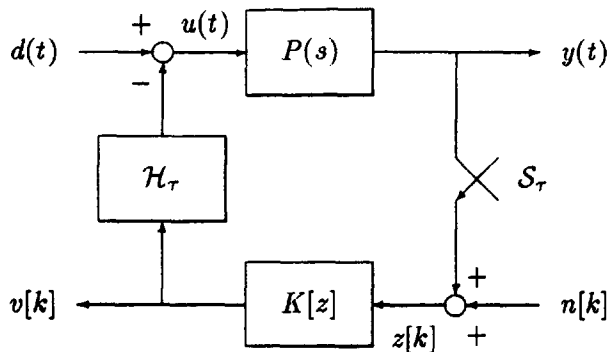 + u(t)
d(t) P(s) y(t)
−
ℋ_τ 𝒮_τ
+
v[k] K[z] n[k]
z[k] +